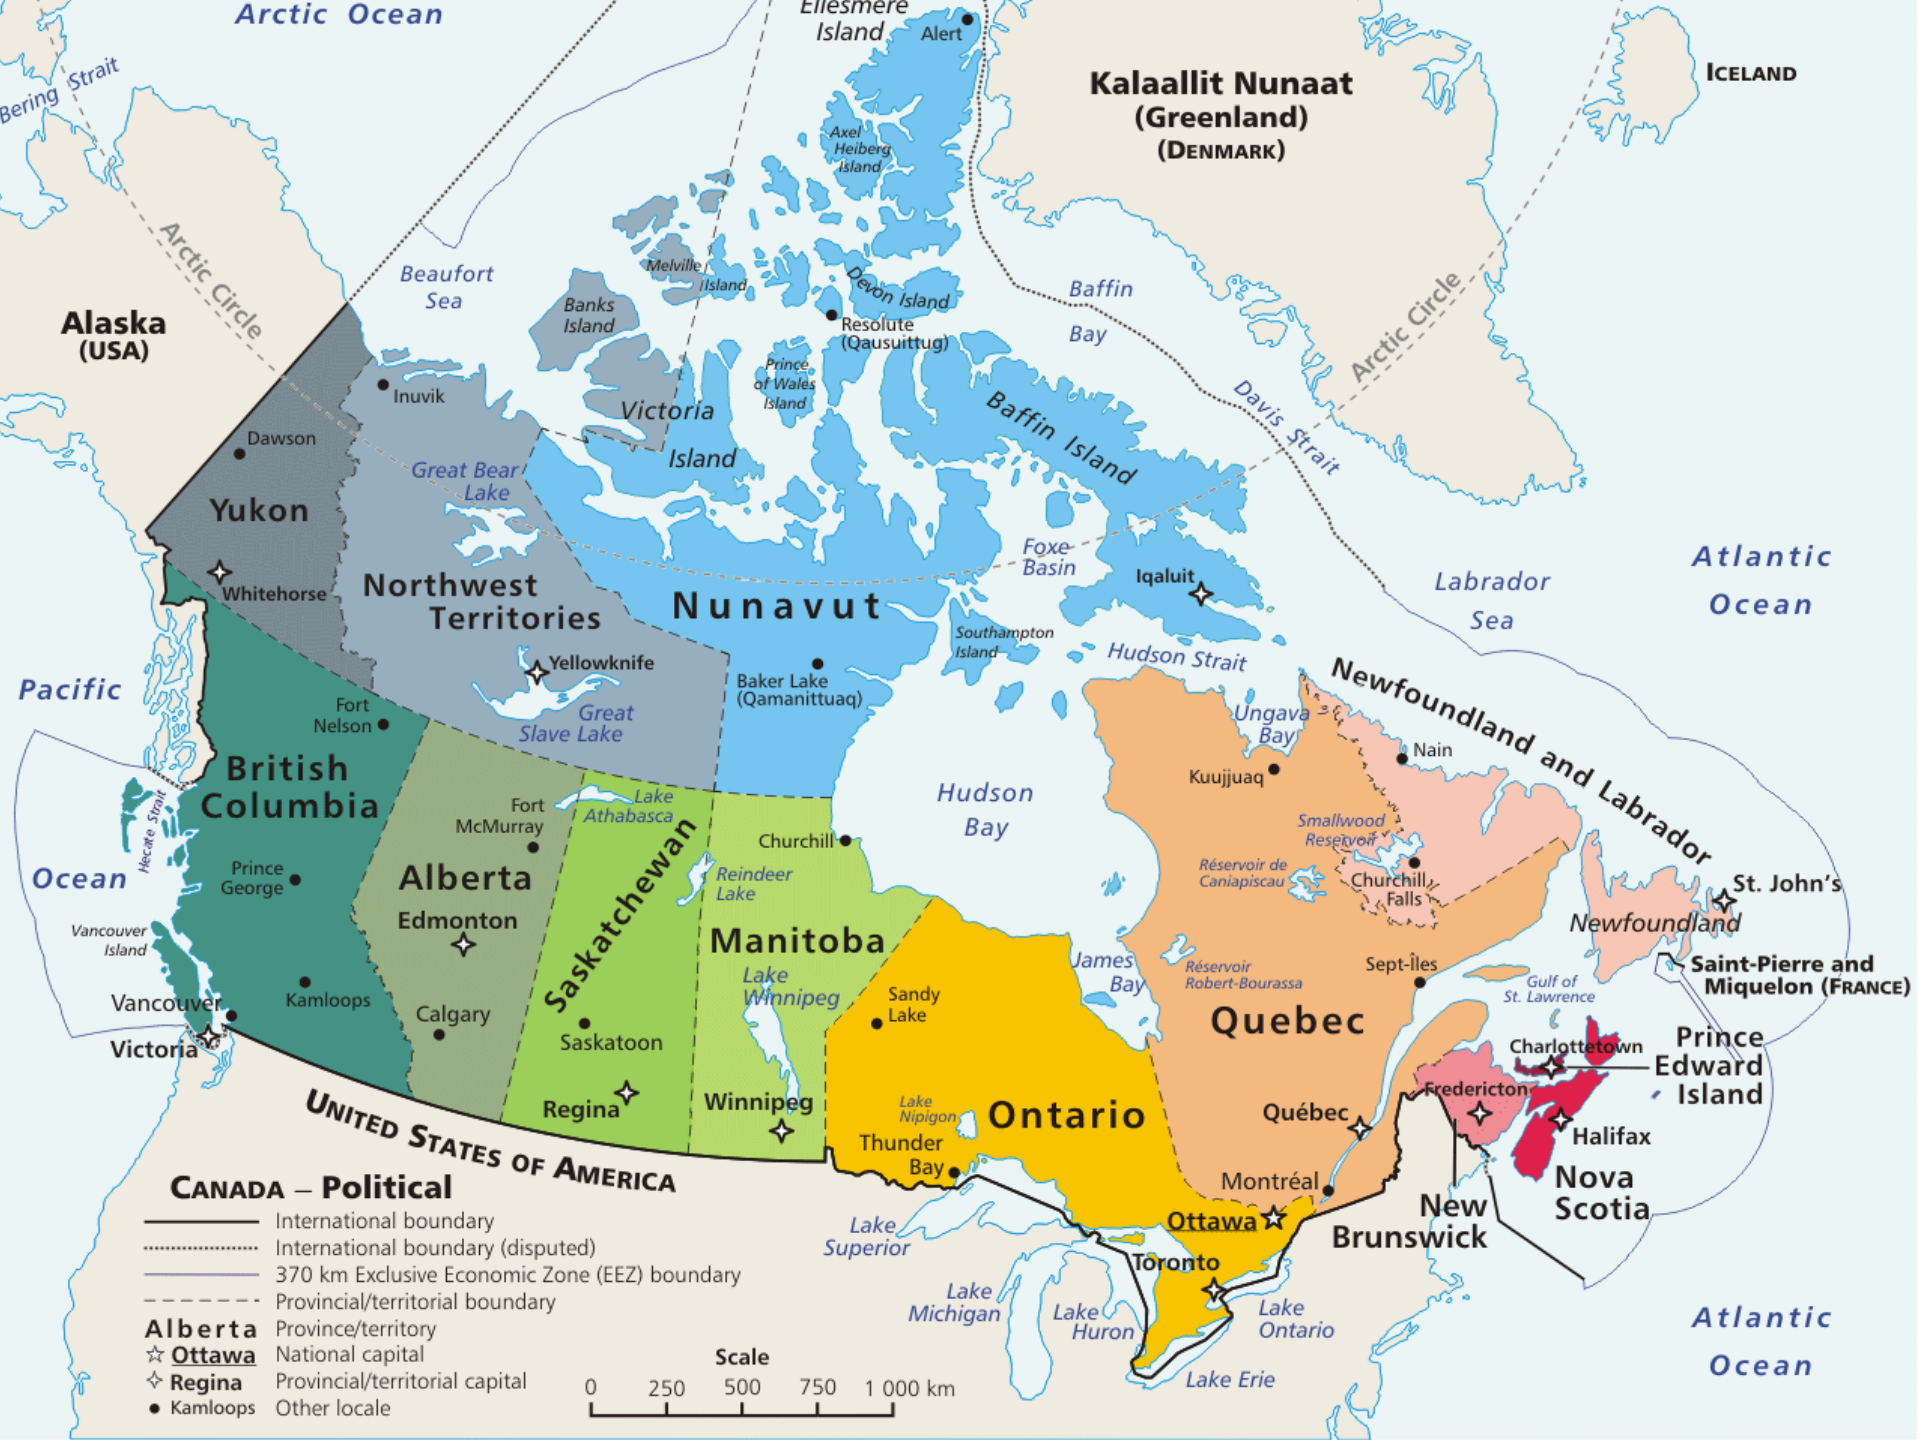 Arctic Ocean
Ellesmere
Island
Alert
Bering Strait
Kalaallit Nunaat
(Greenland)
(DENMARK)
ICELAND
Axel
Heiberg
Island
Arctic Circle
Beaufort
Sea
Melville
Island
Banks
Island
Devon Island
Resolute
(Qausuittug)
Baffin
Bay
Arctic Circle
Alaska
(USA)
Inuvik
Prince
of Wales
Island
Victoria
Island
Baffin Island
Davis Strait
Dawson
Great Bear
Lake
Yukon
Whitehorse
Northwest
Territories
Nunavut
Foxe
Basin
Iqaluit
Labrador
Sea
Atlantic
Ocean
Southampton
Island
Hudson Strait
Yellowknife
Baker Lake
(Qamanittuaq)
Great
Slave Lake
Pacific
Ocean
Fort
Nelson
Ungava
Bay
Newfoundland and Labrador
Nain
Kuujjuaq
British
Columbia
Hecate Strait
Fort
McMurray
Lake
Athabasca
Hudson
Bay
Smallwood
Reservoir
Churchill
Prince
George
Alberta
Edmonton
Saskatchewan
Reindeer
Lake
Réservoir de
Caniapiscau
Churchill
Falls
St. John's
Newfoundland
Vancouver
Island
Manitoba
Lake
Winnipeg
James
Bay
Réservoir
Robert-Bourassa
Sept-Îles
Gulf of
St. Lawrence
Saint-Pierre and
Miquelon (FRANCE)
Vancouver
Kamloops
Calgary
Saskatoon
Sandy
Lake
Quebec
Victoria
Charlottetown
Prince
Edward
Island
Regina
Winnipeg
Lake
Nipigon
Ontario
Fredericton
Québec
Halifax
Thunder
Bay
UNITED STATES OF AMERICA
Montréal
Nova
Scotia
New
Brunswick
Ottawa
Lake
Superior
Toronto
Lake
Michigan
Lake
Huron
Lake
Ontario
Lake Erie
Atlantic
Ocean
CANADA – Political
International boundary
International boundary (disputed)
370 km Exclusive Economic Zone (EEZ) boundary
Provincial/territorial boundary
Alberta Province/territory
Ottawa National capital
Regina Provincial/territorial capital
Kamloops Other locale
Scale
0 250 500 750 1 000 km